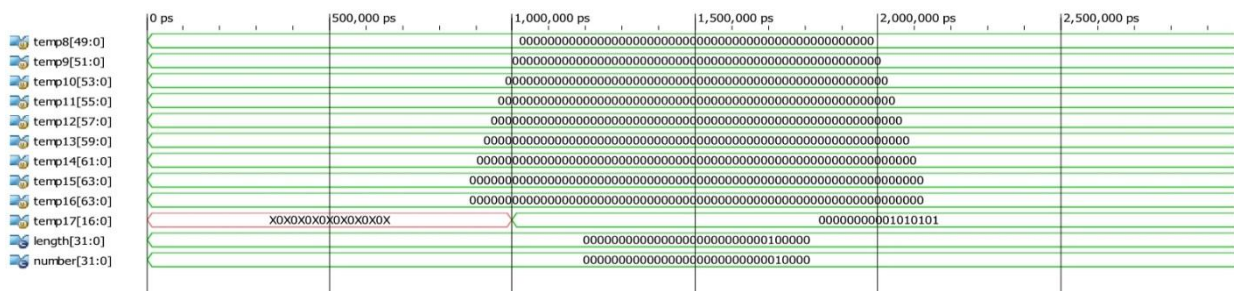 0 ps 500,000 ps 1,000,000 ps 1,500,000 ps 2,000,000 ps 2,500,000 ps
temp8[49:0] 00000000000000000000000000000000000000000000000000
temp9[51:0] 0000000000000000000000000000000000000000000000000000
temp10[53:0] 000000000000000000000000000000000000000000000000000000
temp11[55:0] 00000000000000000000000000000000000000000000000000000000
temp12[57:0] 0000000000000000000000000000000000000000000000000000000000
temp13[59:0] 000000000000000000000000000000000000000000000000000000000000
temp14[61:0] 00000000000000000000000000000000000000000000000000000000000000
temp15[63:0] 0000000000000000000000000000000000000000000000000000000000000000
temp16[63:0] 0000000000000000000000000000000000000000000000000000000000000000
temp17[16:0] X0X0X0X0X0X0X0X0X 00000000001010101
length[31:0] 00000000000000000000000000100000
number[31:0] 00000000000000000000000000010000